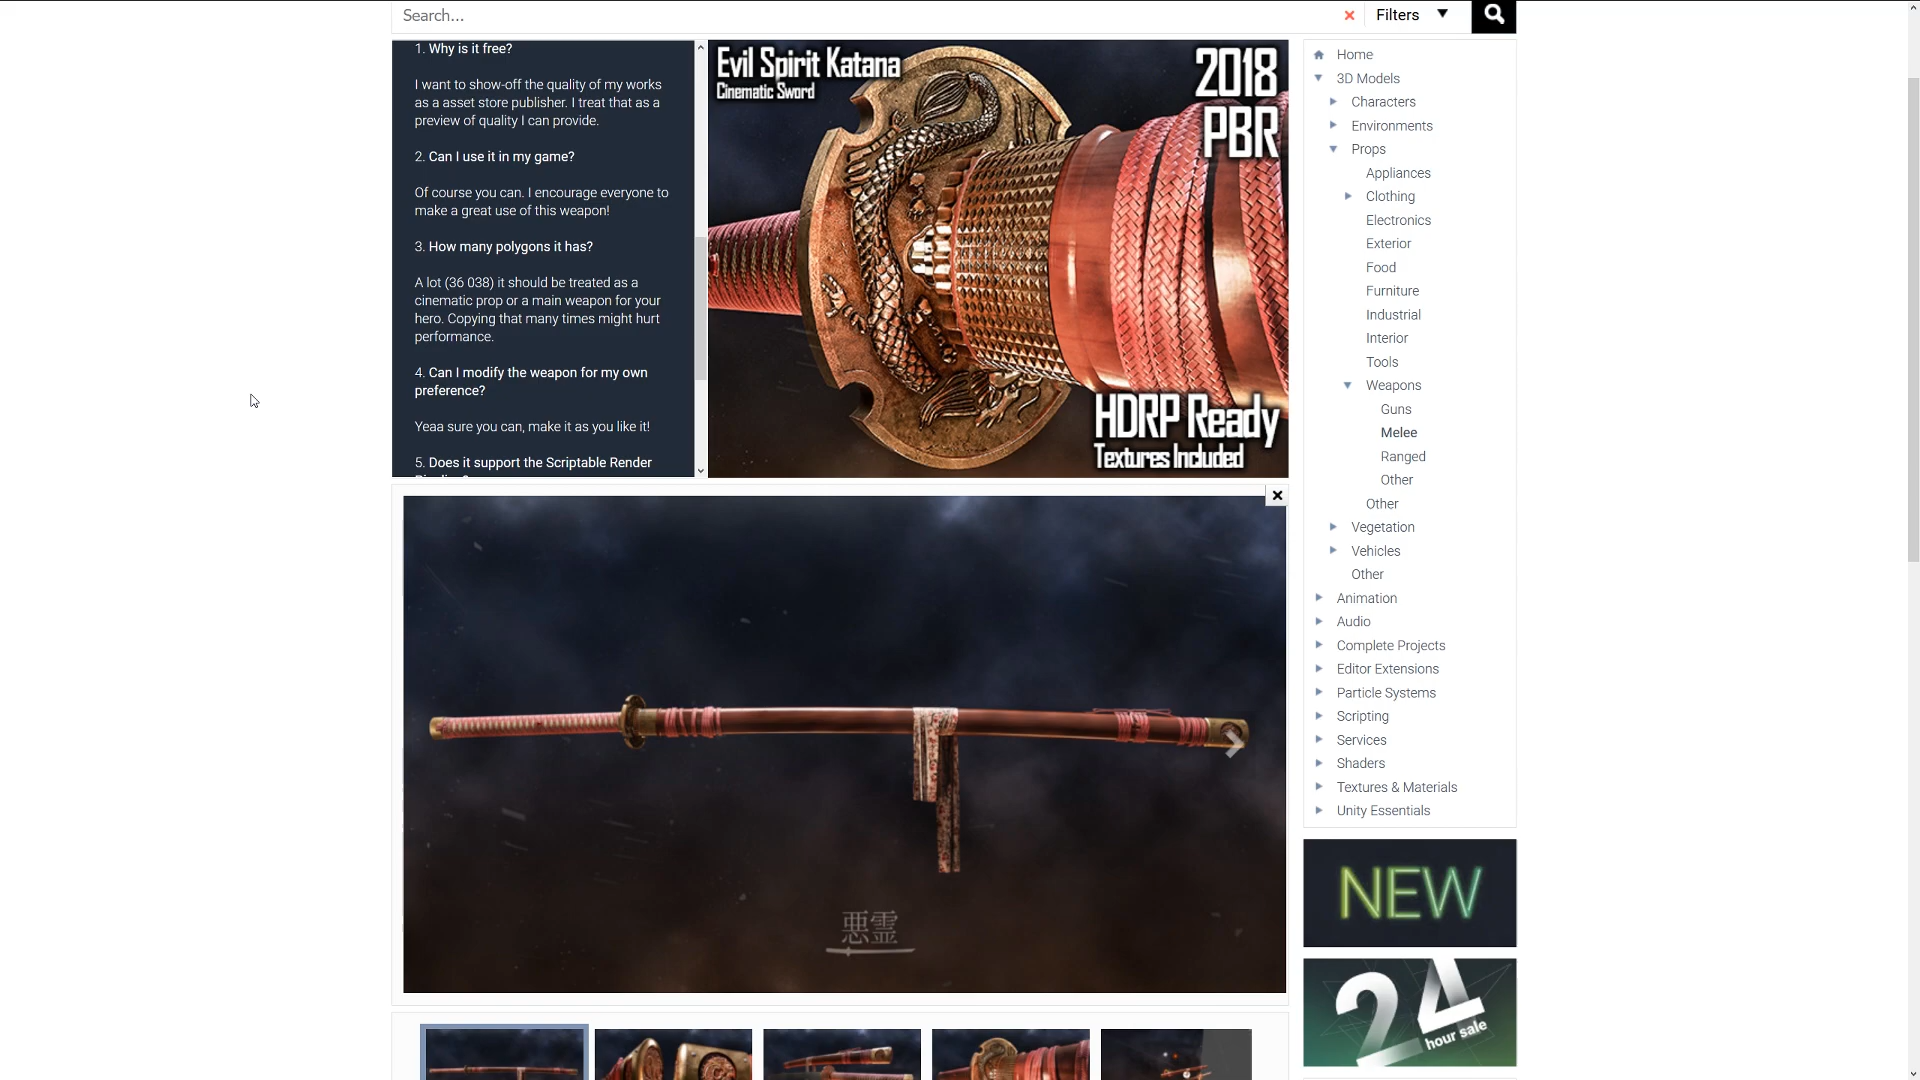 Search...
Filters
1. Why is it free?
I want to show-off the quality of my works
as a asset store publisher. I treat that as a
preview of quality I can provide.
2. Can I use it in my game?
Of course you can. I encourage everyone to
make a great use of this weapon!
3. How many polygons it has?
A lot (36 038) it should be treated as a
cinematic prop or a main weapon for your
hero. Copying that many times might hurt
performance.
4. Can I modify the weapon for my own
preference?
Yeaa sure you can, make it as you like it!
5. Does it support the Scriptable Render
Evil Spirit Katana
Cinematic Sword
2018
PBR
HDRP Ready
Textures Included
悪霊
Home
3D Models
Characters
Environments
Props
Appliances
Clothing
Electronics
Exterior
Food
Furniture
Industrial
Interior
Tools
Weapons
Guns
Melee
Ranged
Other
Other
Vegetation
Vehicles
Other
Animation
Audio
Complete Projects
Editor Extensions
Particle Systems
Scripting
Services
Shaders
Textures & Materials
Unity Essentials
NEW
24
hour sale